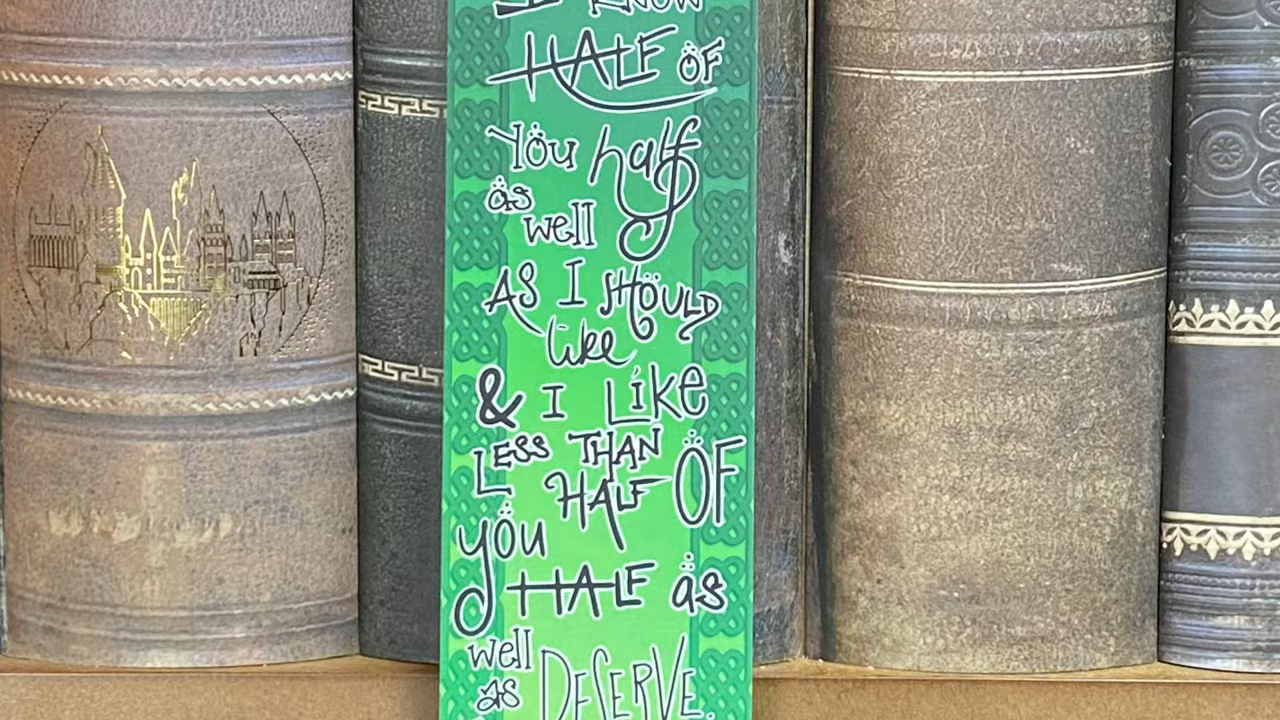 I KNOW
HALF OF
You half
as
well
AS I SHOULD
like
& I LIKE
LESS THAN
HALF OF
you
HALF as
well
as DESERVE.